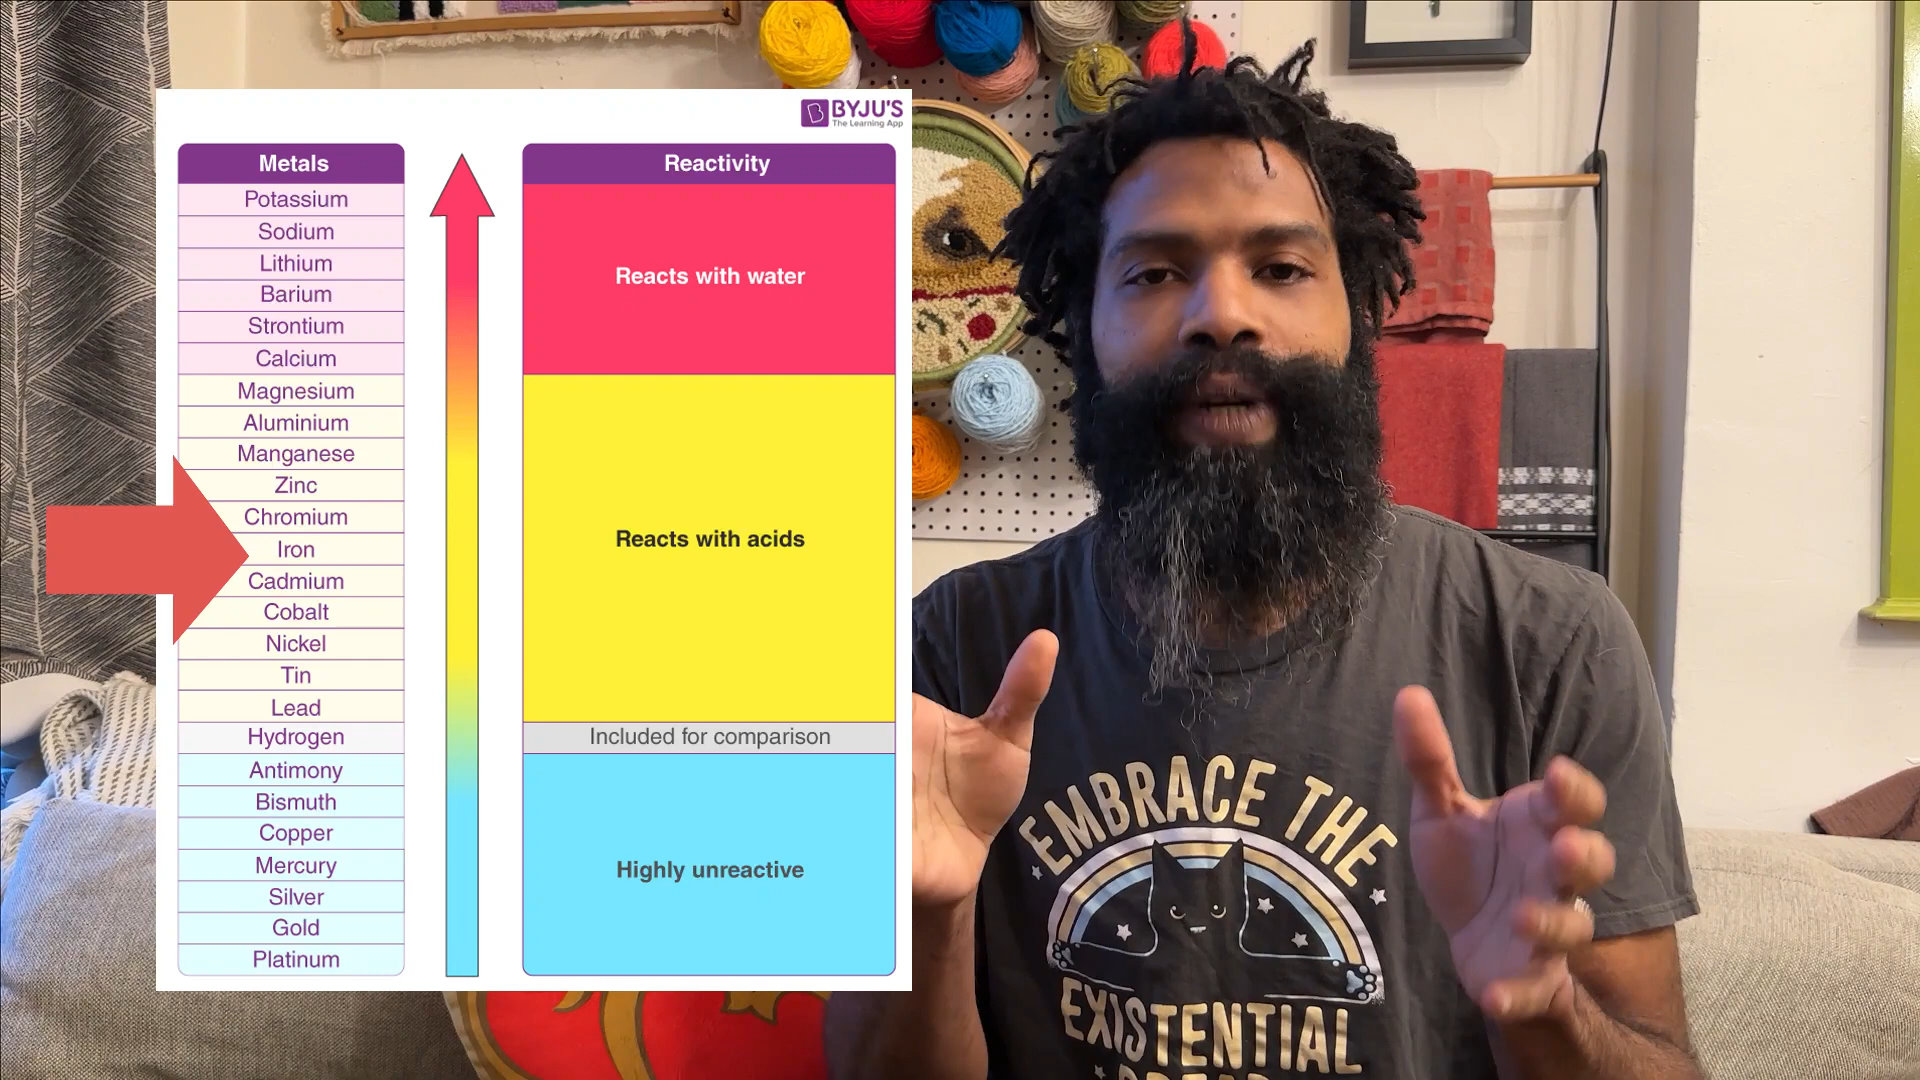 BYJU'S
The Learning App
Metals
Potassium
Sodium
Lithium
Barium
Strontium
Calcium
Magnesium
Aluminium
Manganese
Zinc
Chromium
Iron
Cadmium
Cobalt
Nickel
Tin
Lead
Hydrogen
Antimony
Bismuth
Copper
Mercury
Silver
Gold
Platinum
Reactivity
Reacts with water
Reacts with acids
Included for comparison
Highly unreactive
EMBRACE THE
EXISTENTIAL